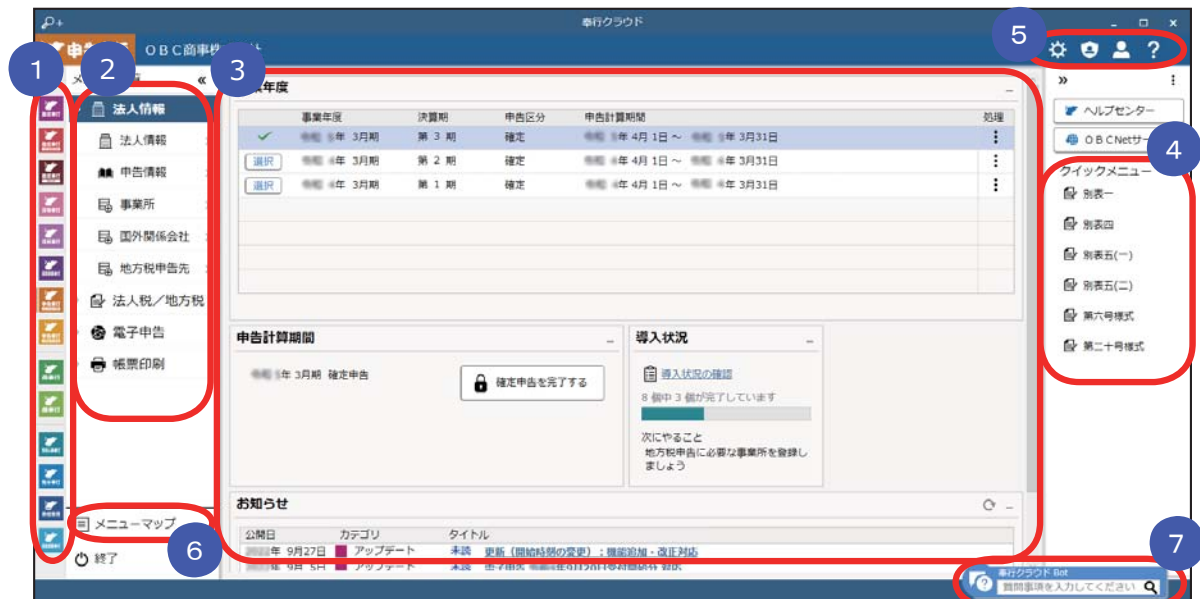 奉行クラウド
申告
OBC商事株
1
2
3
5
法人情報
法人情報
申告情報
事業所
国外関係会社
地方税申告先
法人税／地方税
電子申告
帳票印刷
メニューマップ
6
終了
年度
事業年度 決算期 申告区分 申告計算期間 処理
年 3月期 第 3 期 確定 年 4月 1日 ～ 年 3月31日
選択 年 3月期 第 2 期 確定 年 4月 1日 ～ 年 3月31日
選択 年 3月期 第 1 期 確定 年 4月 1日 ～ 年 3月31日
申告計算期間
年 3月期 確定申告
確定申告を完了する
導入状況
導入状況の確認
8 個中 3 個が完了しています
次にやること
地方税申告に必要な事業所を登録し
ましょう
お知らせ
公開日 カテゴリ タイトル
年 9月27日 アップデート 未読 更新（開始時刻の変更）：機能追加・改正対応
ヘルプセンター
OBCNetサー
4
クイックメニュー
別表一
別表四
別表五(一)
別表五(二)
第六号様式
第二十号様式
7
奉行クラウド Bot
質問事項を入力してください